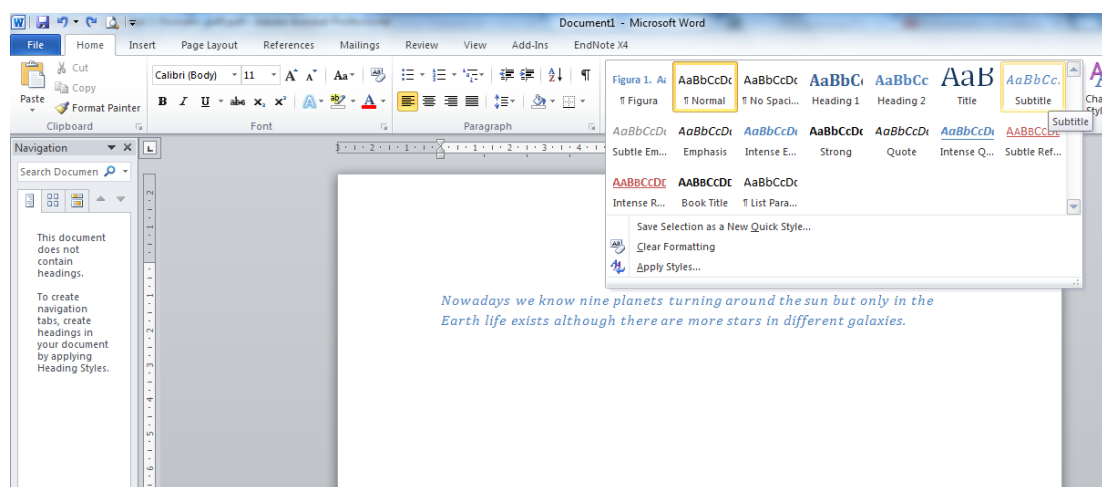 Document1 - Microsoft Word
File Home Insert Page Layout References Mailings Review View Add-Ins EndNote X4
Paste
Cut
Copy
Format Painter
Clipboard
Calibri (Body) 11
B I U abc x₂ x²
Aa
Font
Paragraph
Figura 1. AaBbCcDc AaBbCcDc AaBbC AaBbCc AaB AaBbCc.
¶ Figura ¶ Normal ¶ No Spaci... Heading 1 Heading 2 Title Subtitle
Subtitle
AaBbCcDc AaBbCcDc AaBbCcDc AaBbCcDc AaBbCcDc AaBbCcDc AaBbCcDc
Subtle Em... Emphasis Intense E... Strong Quote Intense Q... Subtle Ref...
AaBbCcDc AaBbCcDc AaBbCcDc
Intense R... Book Title ¶ List Para...
Save Selection as a New Quick Style...
Clear Formatting
Apply Styles...
Navigation
Search Documen
This document
does not
contain
headings.
To create
navigation
tabs, create
headings in
your document
by applying
Heading Styles.
Nowadays we know nine planets turning around the sun but only in the
Earth life exists although there are more stars in different galaxies.